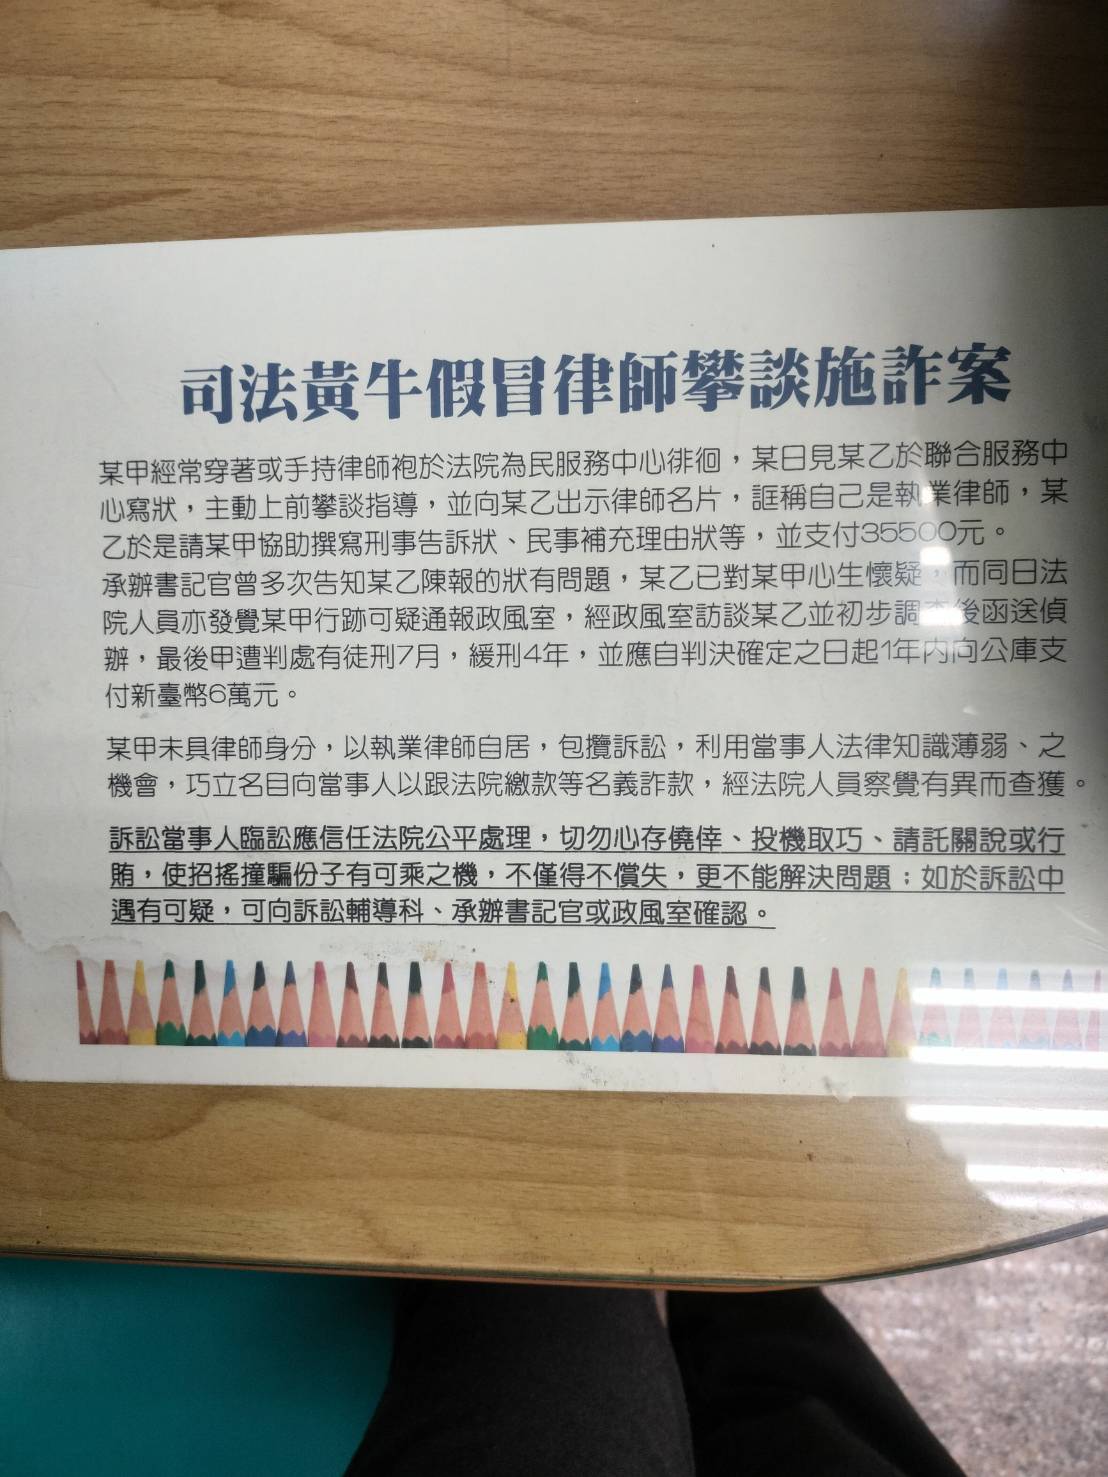 司法黃牛假冒律師攀談施詐案
某甲經常穿著或手持律師袍於法院為民服務中心徘徊，某日見某乙於聯合服務中
心寫狀，主動上前攀談指導，並向某乙出示律師名片，誆稱自己是執業律師，某
乙於是請某甲協助撰寫刑事告訴狀、民事補充理由狀等，並支付35500元。
承辦書記官曾多次告知某乙陳報的狀有問題，某乙已對某甲心生懷疑，而同日法
院人員亦發覺某甲行跡可疑通報政風室，經政風室訪談某乙並初步調查後函送偵
辦，最後甲遭判處有徒刑7月，緩刑4年，並應自判決確定之日起1年內向公庫支
付新臺幣6萬元。
某甲未具律師身分，以執業律師自居，包攬訴訟，利用當事人法律知識薄弱、之
機會，巧立名目向當事人以跟法院繳款等名義詐款，經法院人員察覺有異而查獲。
訴訟當事人臨訟應信任法院公平處理，切勿心存僥倖、投機取巧、請託關說或行
賄，使招搖撞騙份子有可乘之機，不僅得不償失，更不能解決問題；如於訴訟中
遇有可疑，可向訴訟輔導科、承辦書記官或政風室確認。